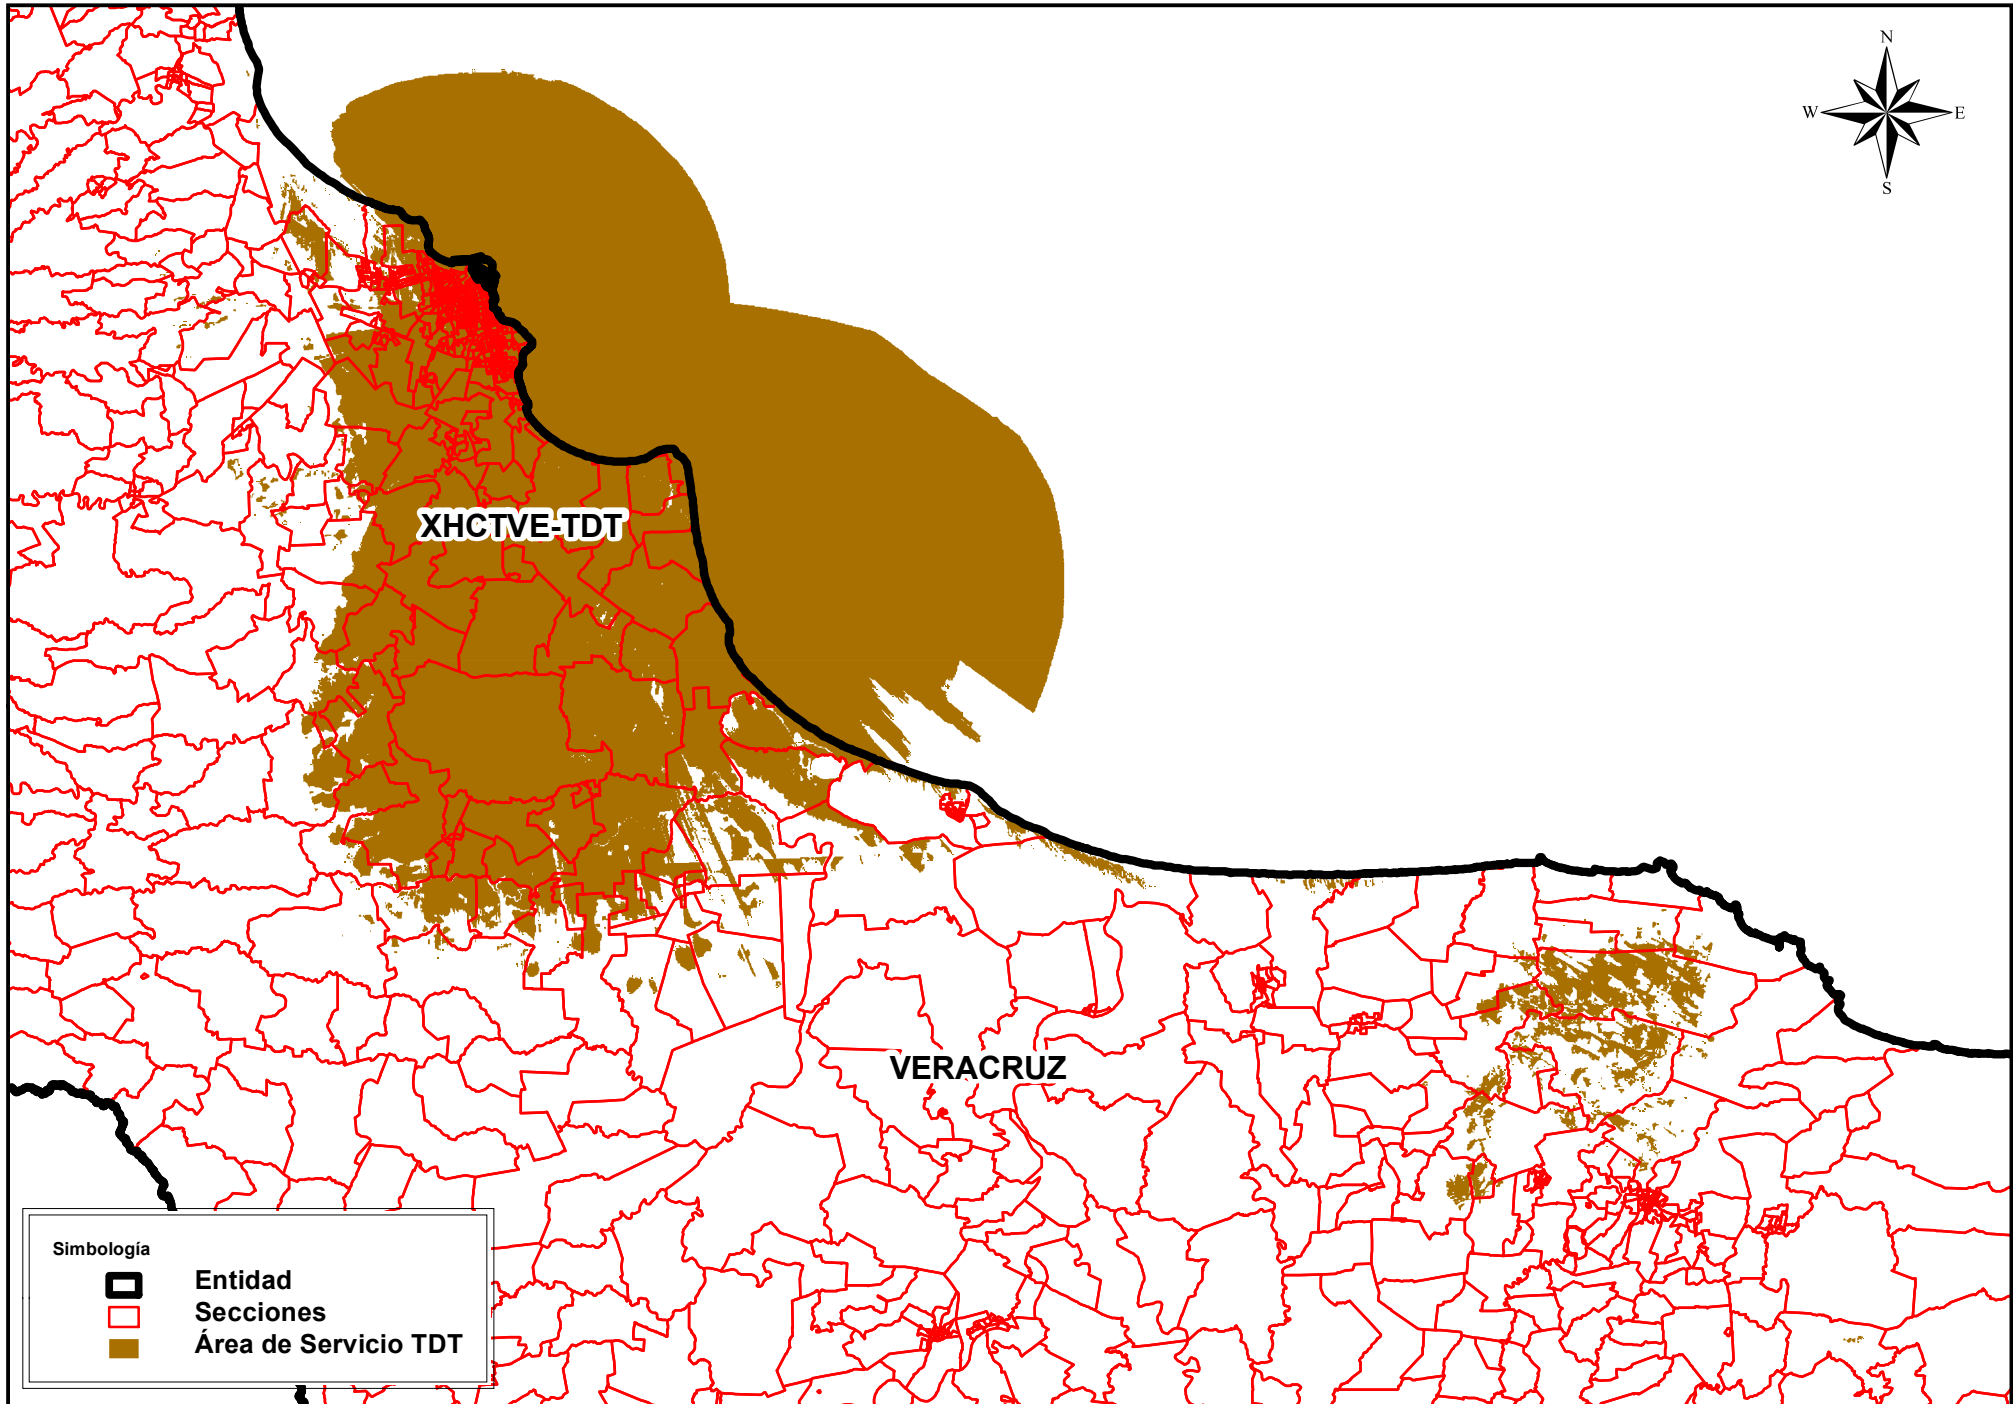 N
W E
S
XHCTVE-TDT
VERACRUZ
Simbología
Entidad
Secciones
Área de Servicio TDT